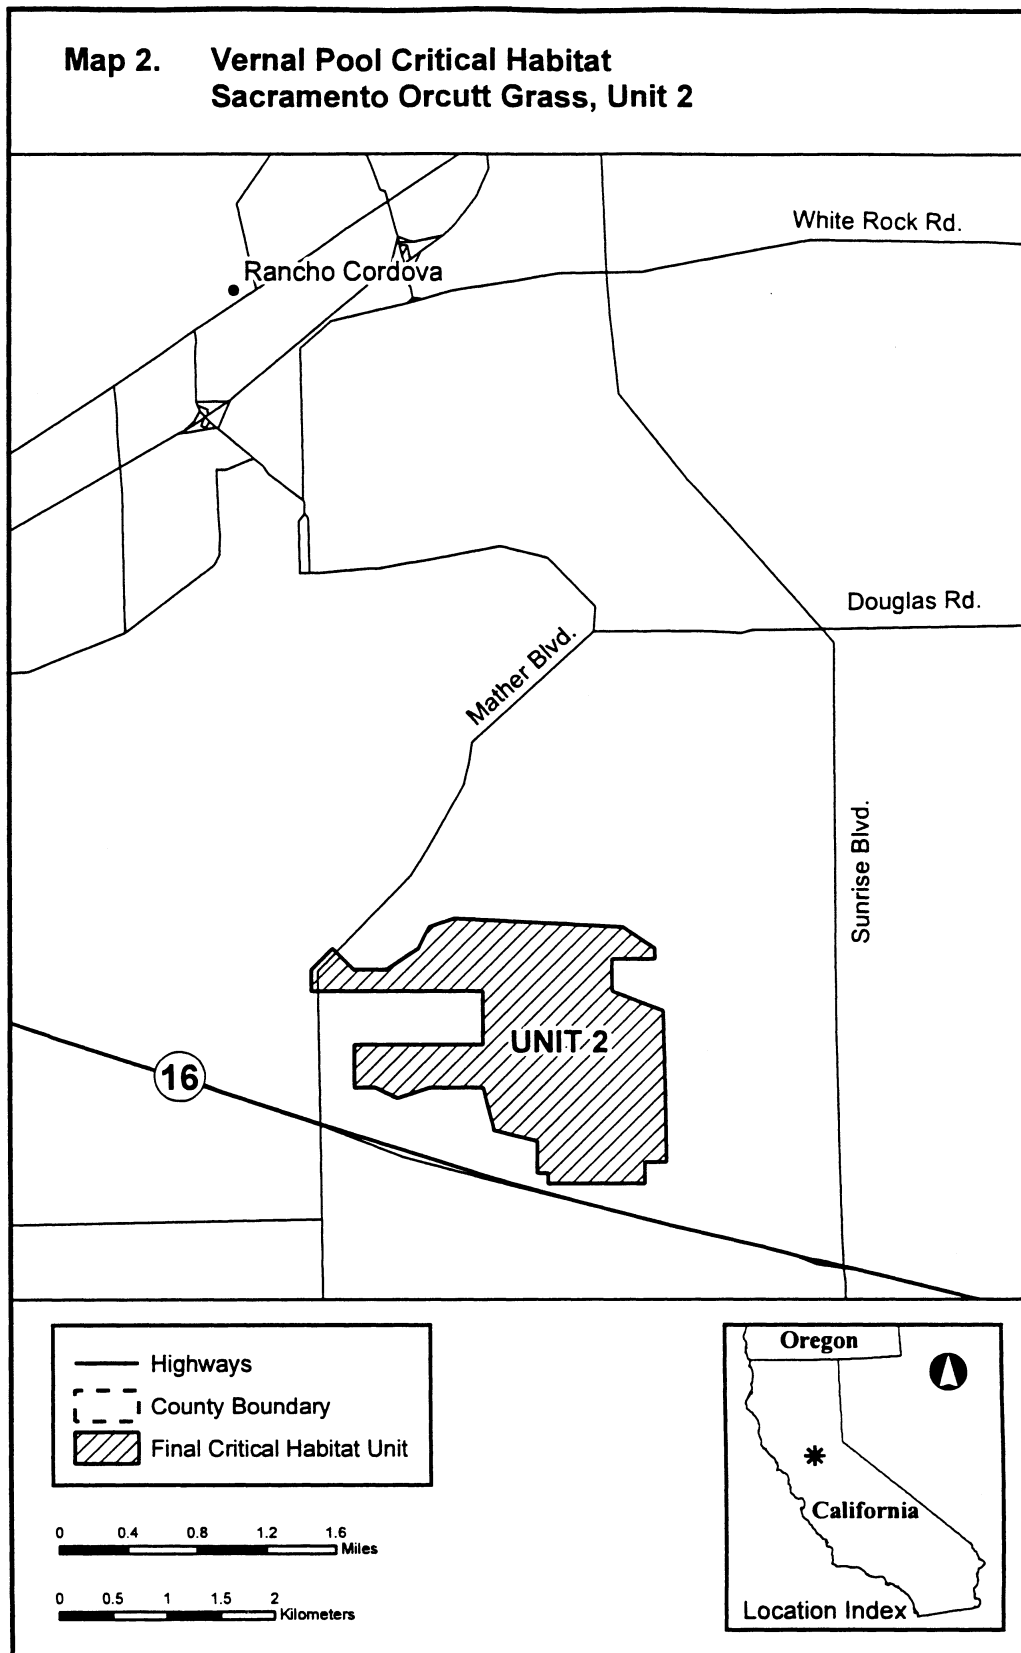 Map 2. Vernal Pool Critical Habitat
Sacramento Orcutt Grass, Unit 2
White Rock Rd.
Rancho Cordova
Douglas Rd.
Mather Blvd.
Sunrise Blvd.
UNIT 2
16
Highways
County Boundary
Final Critical Habitat Unit
0 0.4 0.8 1.2 1.6
Miles
0 0.5 1 1.5 2
Kilometers
Oregon
California
Location Index